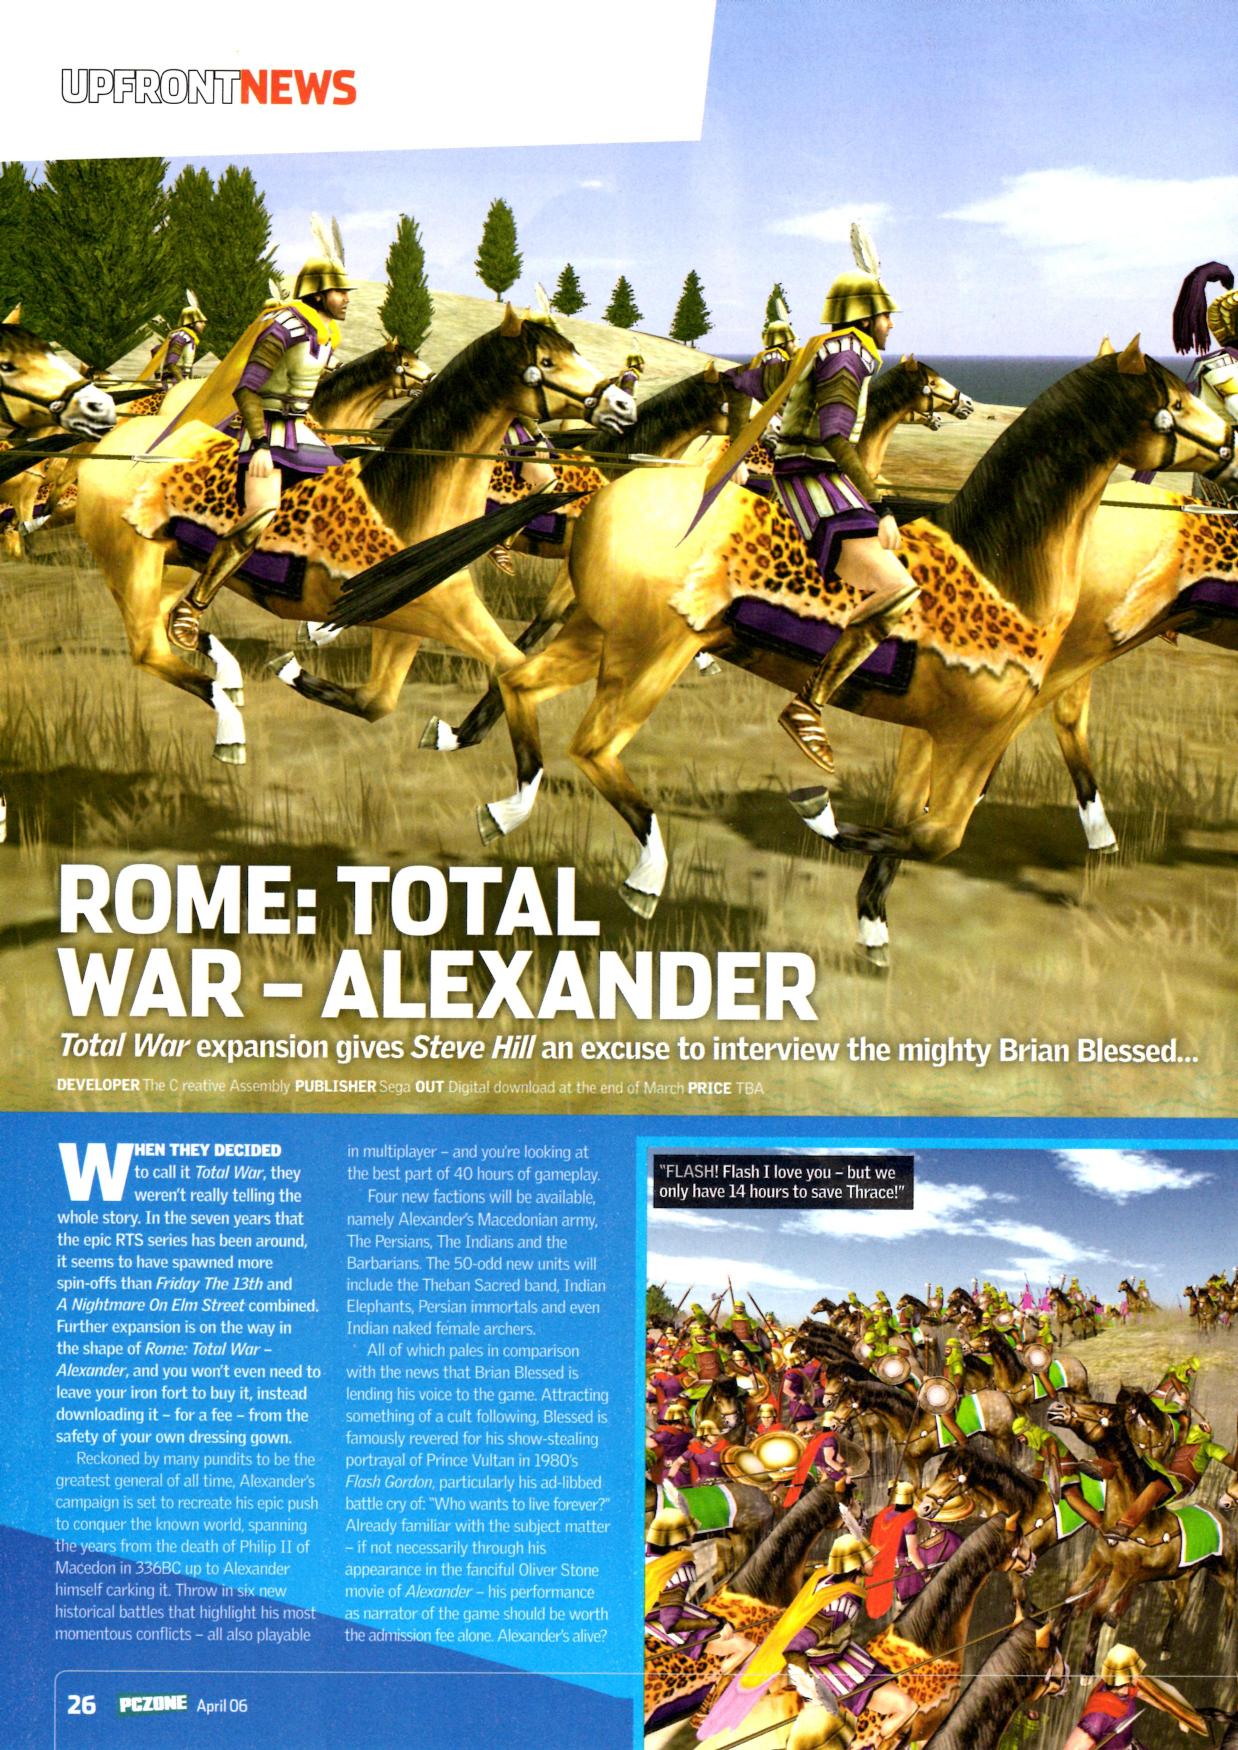 UPFRONTNEWS
ROME: TOTAL
WAR – ALEXANDER
Total War expansion gives Steve Hill an excuse to interview the mighty Brian Blessed...
DEVELOPER The Creative Assembly PUBLISHER Sega OUT Digital download at the end of March PRICE TBA
WHEN THEY DECIDED
to call it Total War, they
weren't really telling the
whole story. In the seven years that
the epic RTS series has been around,
it seems to have spawned more
spin-offs than Friday The 13th and
A Nightmare On Elm Street combined.
Further expansion is on the way in
the shape of Rome: Total War –
Alexander, and you won't even need to
leave your iron fort to buy it, instead
downloading it – for a fee – from the
safety of your own dressing gown.
Reckoned by many pundits to be the
greatest general of all time, Alexander's
campaign is set to recreate his epic push
to conquer the known world, spanning
the years from the death of Philip II of
Macedon in 336BC up to Alexander
himself carking it. Throw in six new
historical battles that highlight his most
momentous conflicts – all also playable
in multiplayer – and you're looking at
the best part of 40 hours of gameplay.
Four new factions will be available,
namely Alexander's Macedonian army,
The Persians, The Indians and the
Barbarians. The 50-odd new units will
include the Theban Sacred band, Indian
Elephants, Persian immortals and even
Indian naked female archers.
All of which pales in comparison
with the news that Brian Blessed is
lending his voice to the game. Attracting
something of a cult following, Blessed is
famously revered for his show-stealing
portrayal of Prince Vultan in 1980's
Flash Gordon, particularly his ad-libbed
battle cry of: "Who wants to live forever?"
Already familiar with the subject matter
– if not necessarily through his
appearance in the fanciful Oliver Stone
movie of Alexander – his performance
as narrator of the game should be worth
the admission fee alone. Alexander's alive?
"FLASH! Flash I love you – but we
only have 14 hours to save Thrace!"
26 PCZONE April 06